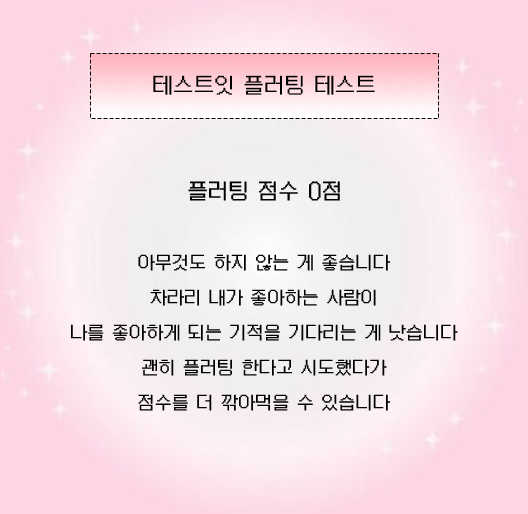 테스트잇 플러팅 테스트
플러팅 점수 0점
아무것도 하지 않는 게 좋습니다
차라리 내가 좋아하는 사람이
나를 좋아하게 되는 기적을 기다리는 게 낫습니다
괜히 플러팅 한다고 시도했다가
점수를 더 깎아먹을 수 있습니다